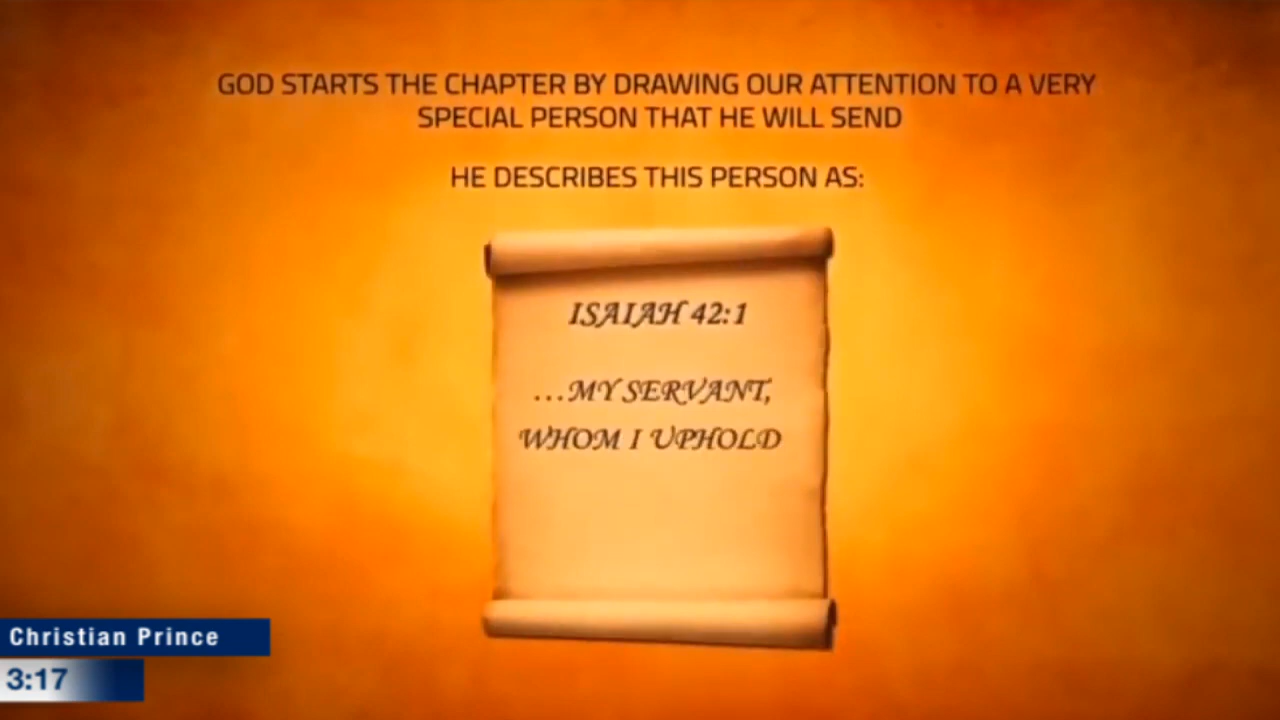 GOD STARTS THE CHAPTER BY DRAWING OUR ATTENTION TO A VERY
SPECIAL PERSON THAT HE WILL SEND
HE DESCRIBES THIS PERSON AS:
ISAIAH 42:1
...MY SERVANT,
WHOM I UPHOLD
Christian Prince
3:17